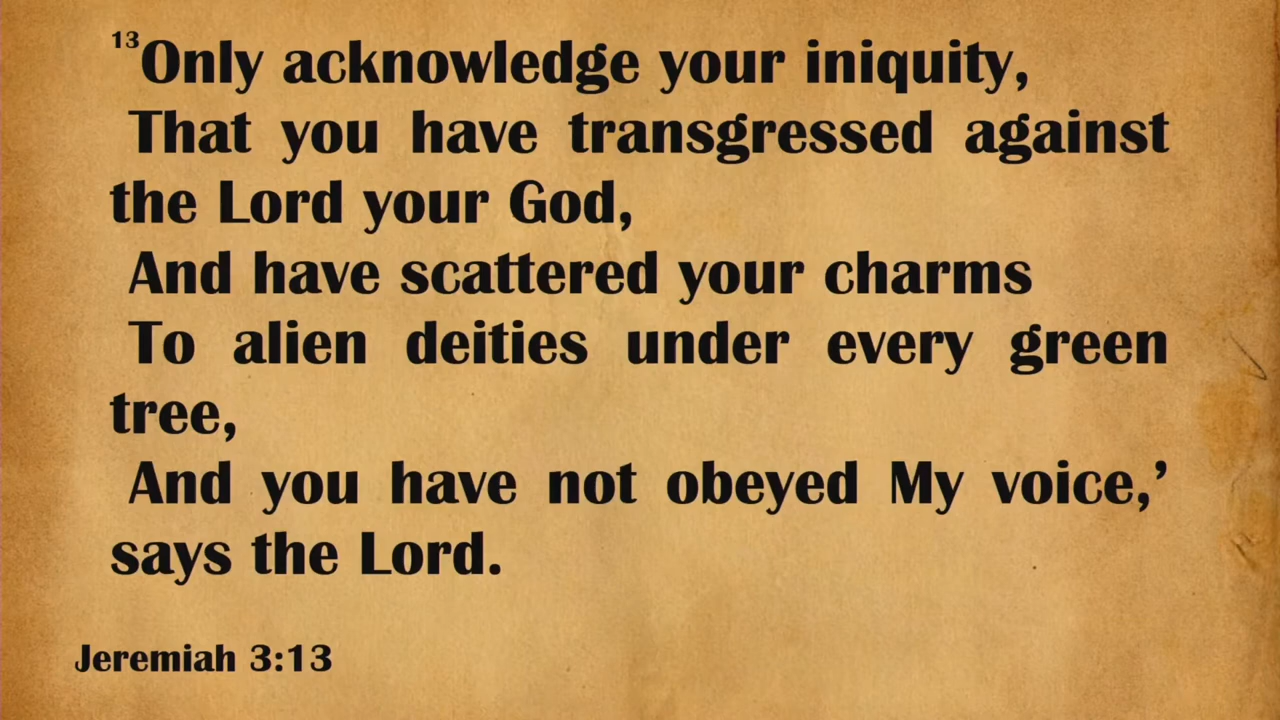 13Only acknowledge your iniquity,
That you have transgressed against
the Lord your God,
And have scattered your charms
To alien deities under every green
tree,
And you have not obeyed My voice,’
says the Lord.
Jeremiah 3:13